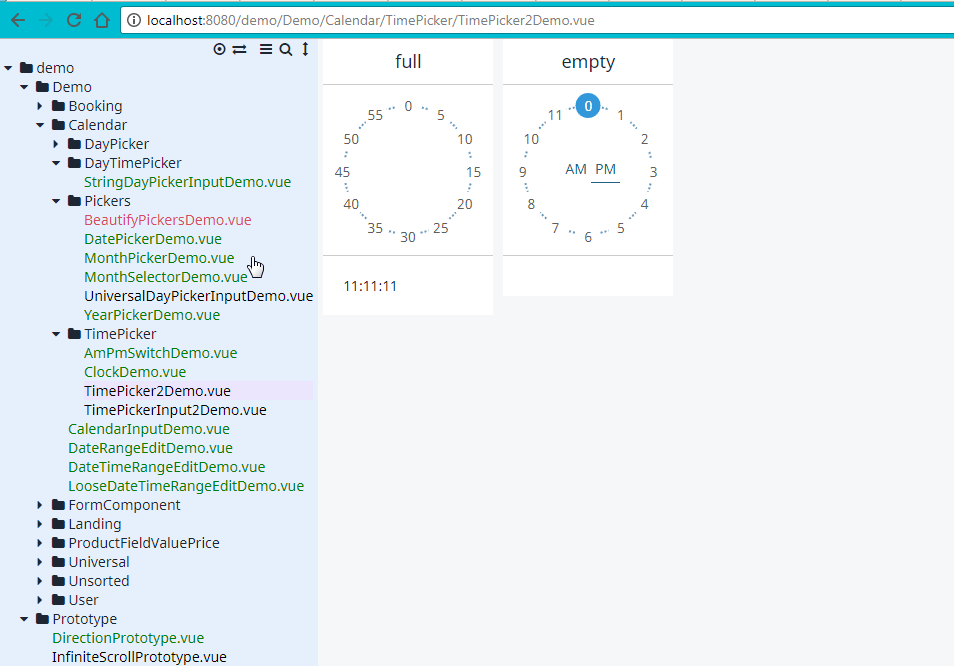 localhost:8080/demo/Demo/Calendar/TimePicker/TimePicker2Demo.vue
demo
Demo
Booking
Calendar
DayPicker
DayTimePicker
StringDayPickerInputDemo.vue
Pickers
BeautifyPickersDemo.vue
DatePickerDemo.vue
MonthPickerDemo.vue
MonthSelectorDemo.vue
UniversalDayPickerInputDemo.vue
YearPickerDemo.vue
TimePicker
AmPmSwitchDemo.vue
ClockDemo.vue
TimePicker2Demo.vue
TimePickerInput2Demo.vue
CalendarInputDemo.vue
DateRangeEditDemo.vue
DateTimeRangeEditDemo.vue
LooseDateTimeRangeEditDemo.vue
FormComponent
Landing
ProductFieldValuePrice
Universal
Unsorted
User
Prototype
DirectionPrototype.vue
InfiniteScrollPrototype.vue
full
0
5
10
15
20
25
30
35
40
45
50
55
11:11:11
empty
0
1
2
3
4
5
6
7
8
9
10
11
AM PM